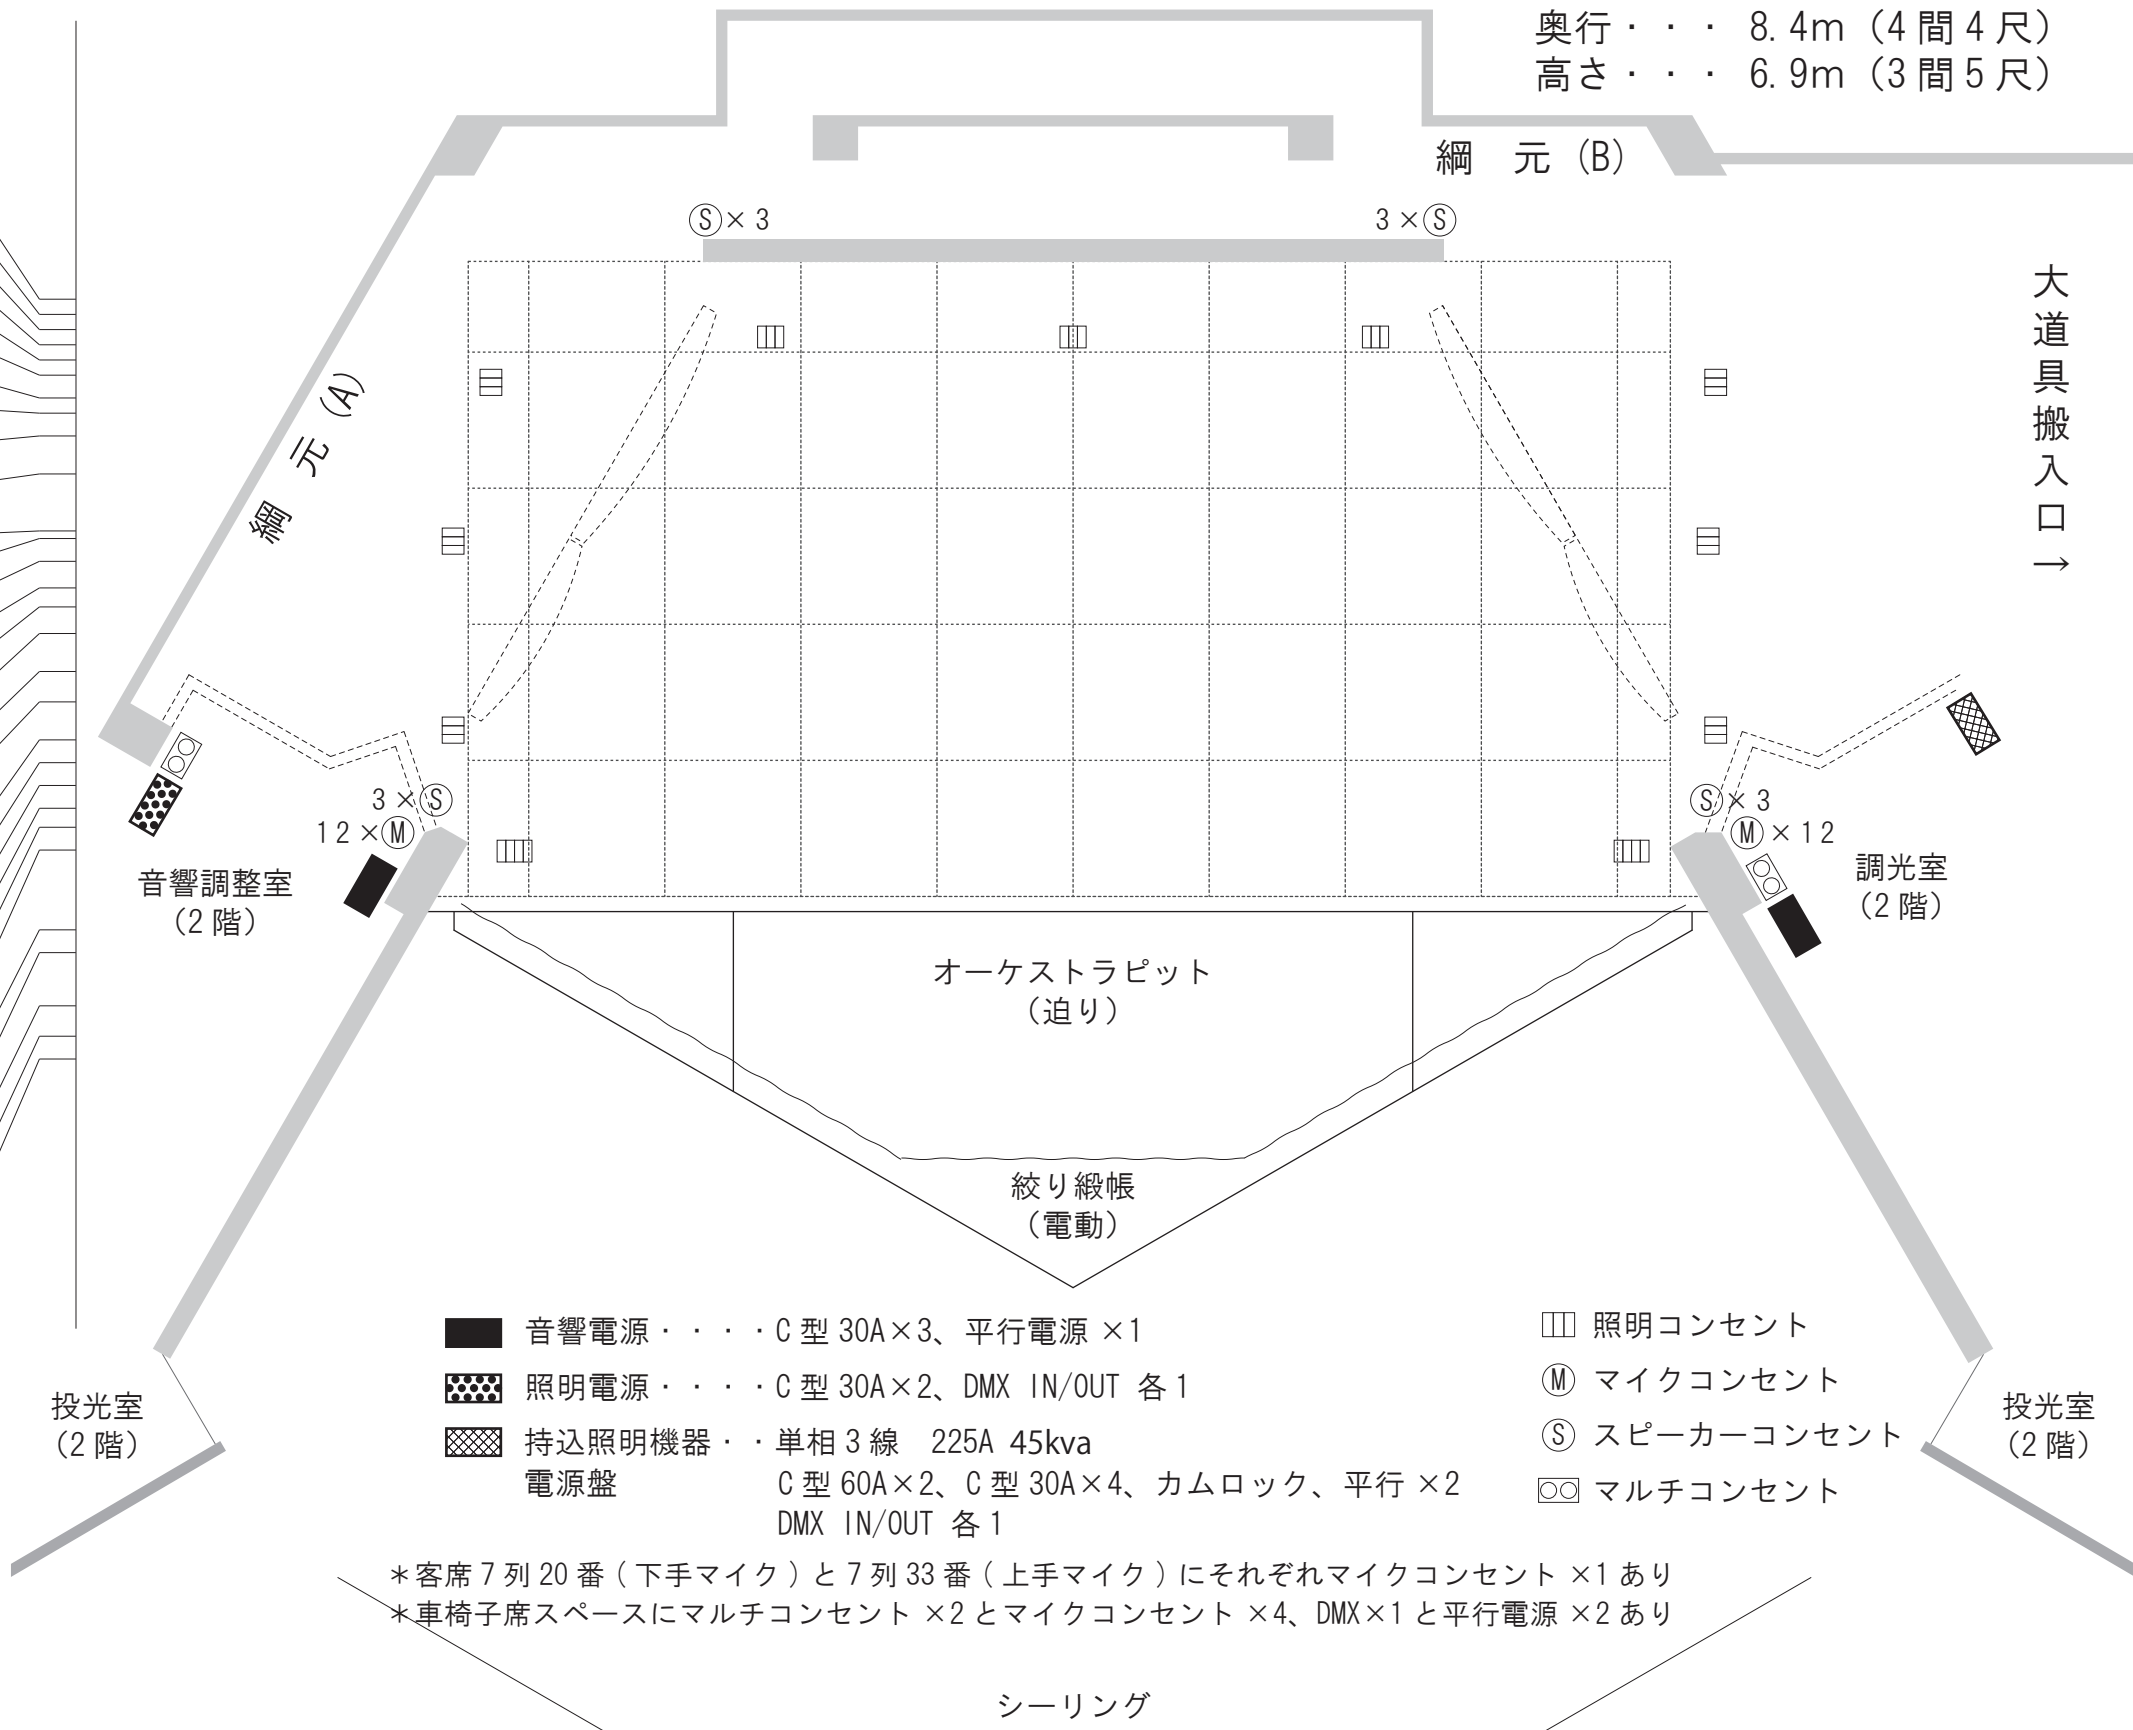 奥行・・・ 8.4m（4間4尺）
高さ・・・ 6.9m（3間5尺）
綱　元（B）
Ⓢ×3
3×Ⓢ
綱　元（A）
大道具搬入口→
3×Ⓢ
12×Ⓜ
Ⓢ×3
Ⓜ×12
音響調整室
（2階）
調光室
（2階）
オーケストラピット
（迫り）
絞り緞帳
（電動）
音響電源・・・・C型30A×3、平行電源×1
照明電源・・・・C型30A×2、DMX IN/OUT 各1
持込照明機器・・単相3線　225A 45kva
電源盤
C型60A×2、C型30A×4、カムロック、平行×2
DMX IN/OUT 各1
照明コンセント
Ⓜ マイクコンセント
Ⓢ スピーカーコンセント
マルチコンセント
投光室
（2階）
投光室
（2階）
＊客席7列20番(下手マイク)と7列33番(上手マイク)にそれぞれマイクコンセント×1あり
＊車椅子席スペースにマルチコンセント×2とマイクコンセント×4、DMX×1と平行電源×2あり
シーリング